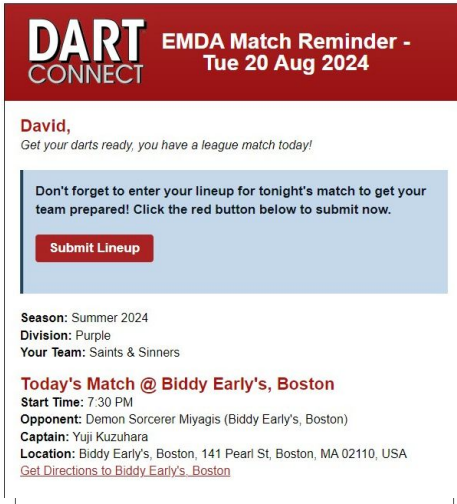 DART
CONNECT
EMDA Match Reminder -
Tue 20 Aug 2024
David,
Get your darts ready, you have a league match today!
Don't forget to enter your lineup for tonight's match to get your
team prepared! Click the red button below to submit now.
Submit Lineup
Season: Summer 2024
Division: Purple
Your Team: Saints & Sinners
Today's Match @ Biddy Early's, Boston
Start Time: 7:30 PM
Opponent: Demon Sorcerer Miyagis (Biddy Early's, Boston)
Captain: Yuji Kuzuhara
Location: Biddy Early's, Boston, 141 Pearl St, Boston, MA 02110, USA
Get Directions to Biddy Early's, Boston